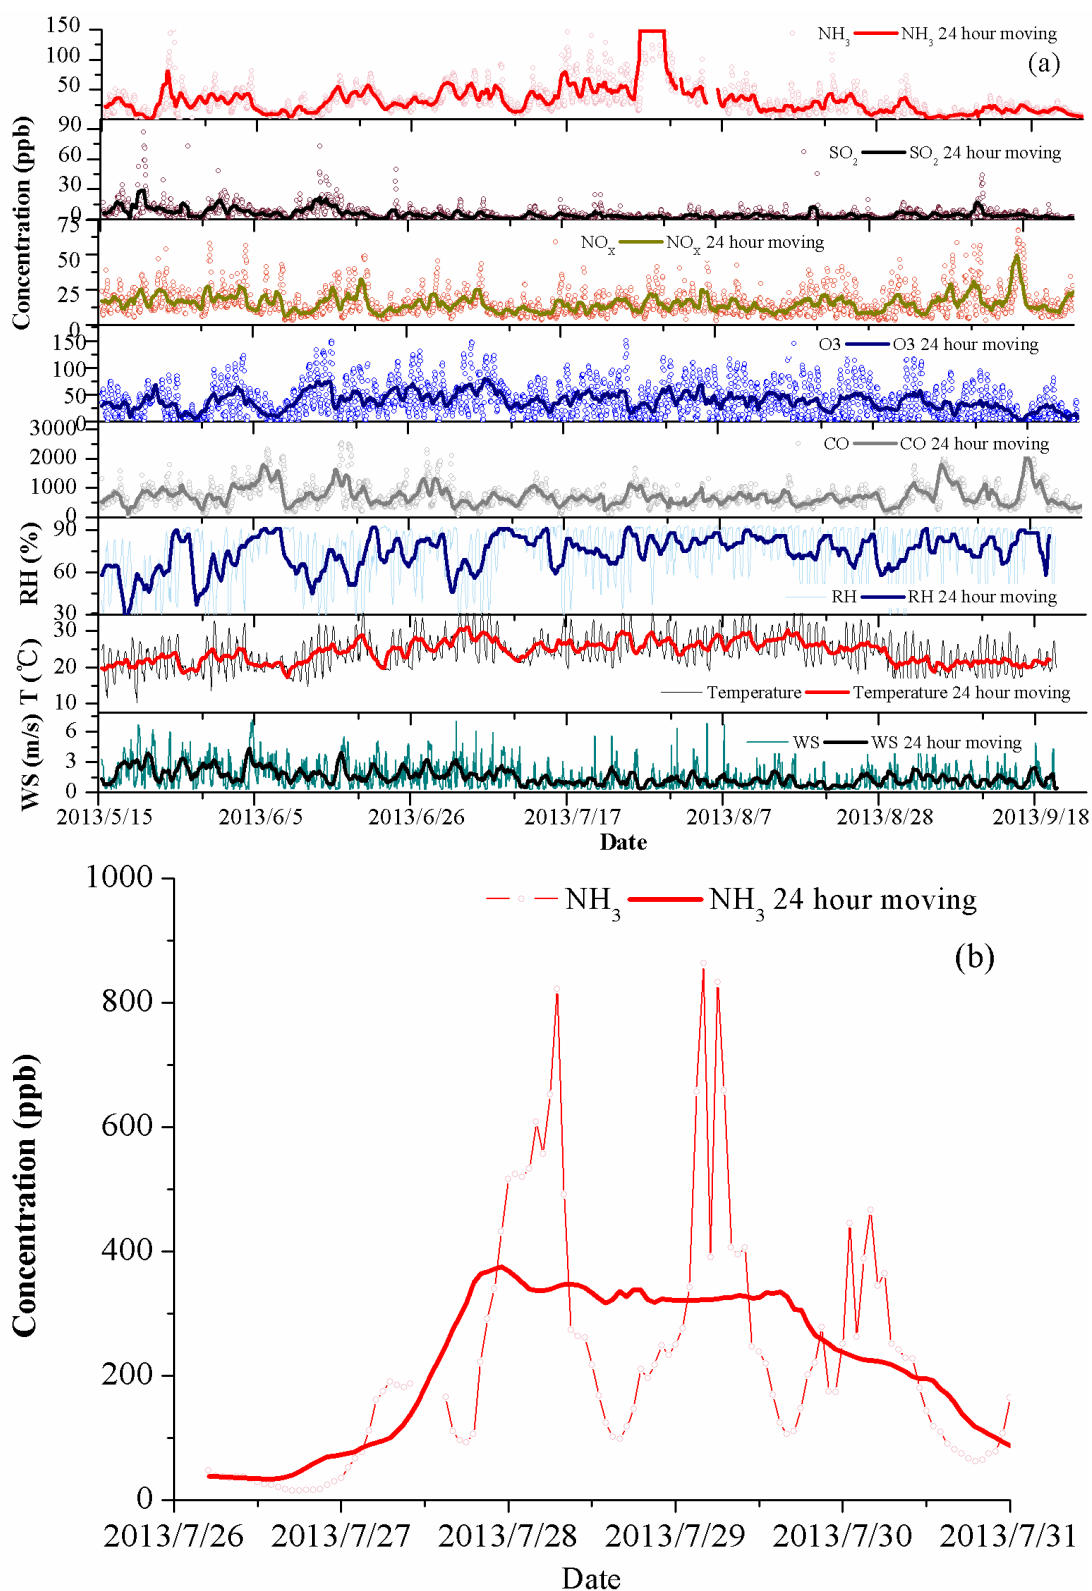 150
NH3 NH3 24 hour moving
(a)
100
50
90
SO2 SO2 24 hour moving
60
30
0
75
NOX NOX 24 hour moving
50
25
0
150
O3 O3 24 hour moving
100
50
0
3000
CO CO 24 hour moving
2000
1000
0
90
60
30
RH RH 24 hour moving
30
20
10
Temperature Temperature 24 hour moving
6
3
0
WS WS 24 hour moving
Concentration (ppb)
RH (%)
T (℃)
WS (m/s)
2013/5/15 2013/6/5 2013/6/26 2013/7/17 2013/8/7 2013/8/28 2013/9/18
Date
1000
NH3 NH3 24 hour moving
(b)
800
600
400
200
0
Concentration (ppb)
2013/7/26 2013/7/27 2013/7/28 2013/7/29 2013/7/30 2013/7/31
Date